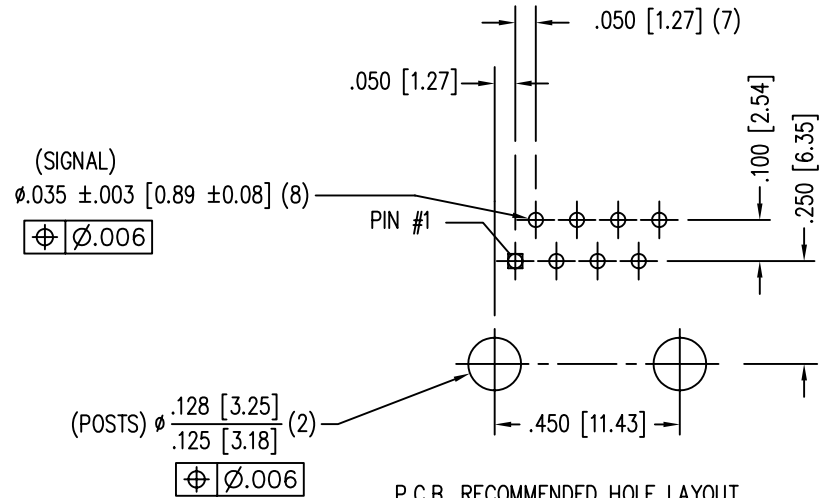 .050 [1.27] (7)
.050 [1.27]
.100 [2.54]
.250 [6.35]
(SIGNAL)
ø.035 ±.003 [0.89 ±0.08] (8)
⌖ Ø.006
PIN #1
(POSTS) ø .128 [3.25]
.125 [3.18] (2)
⌖ Ø.006
.450 [11.43]
P.C.B. RECOMMENDED HOLE LAYOUT